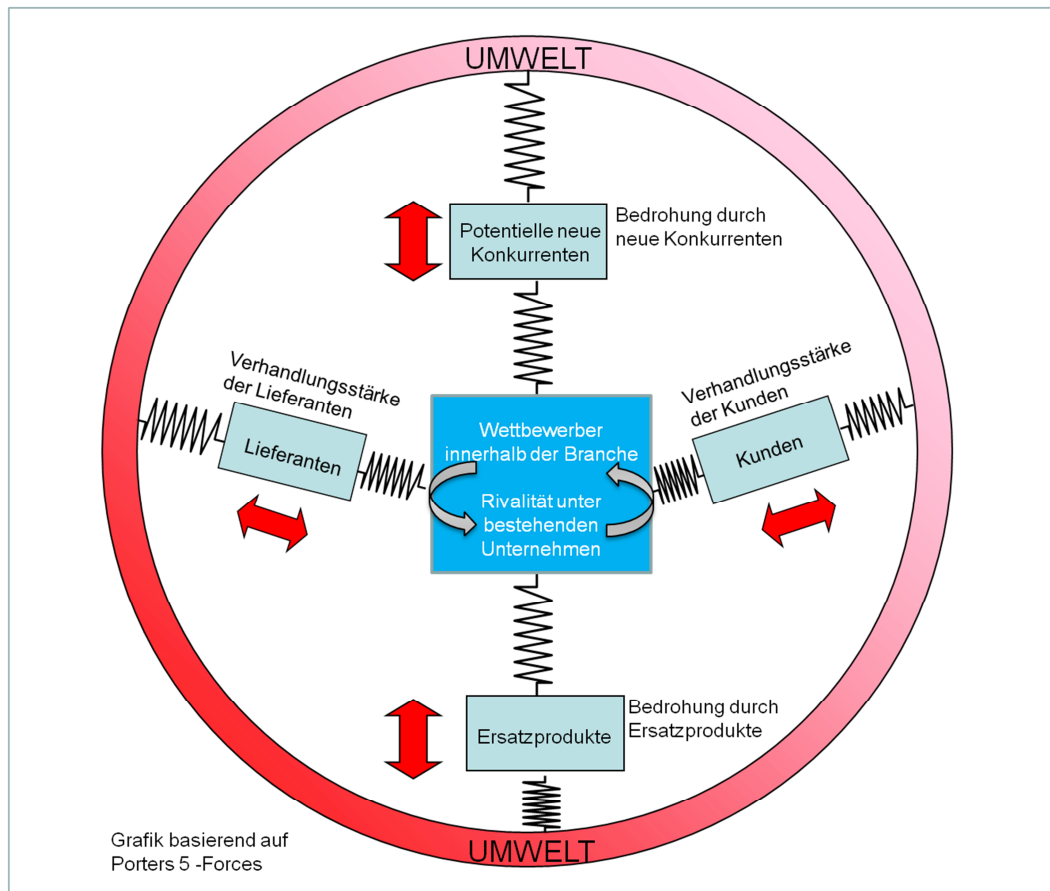 UMWELT
Potentielle neue
Konkurrenten
Bedrohung durch
neue Konkurrenten
Verhandlungsstärke
der Lieferanten
Lieferanten
Wettbewerber
innerhalb der Branche
Rivalität unter
bestehenden
Unternehmen
Verhandlungsstärke
der Kunden
Kunden
Ersatzprodukte
Bedrohung durch
Ersatzprodukte
UMWELT
Grafik basierend auf
Porters 5 -Forces